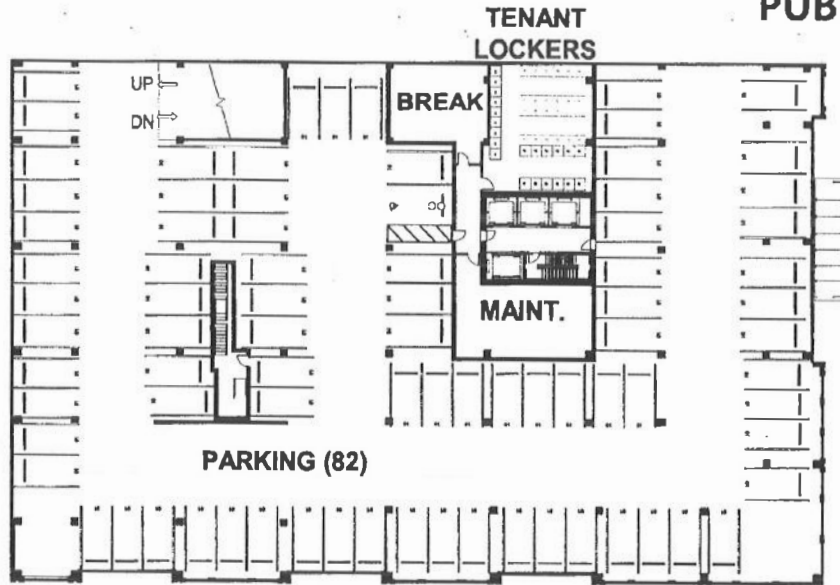 PUB
TENANT
LOCKERS
UP
DN
BREAK
MAINT.
PARKING (82)